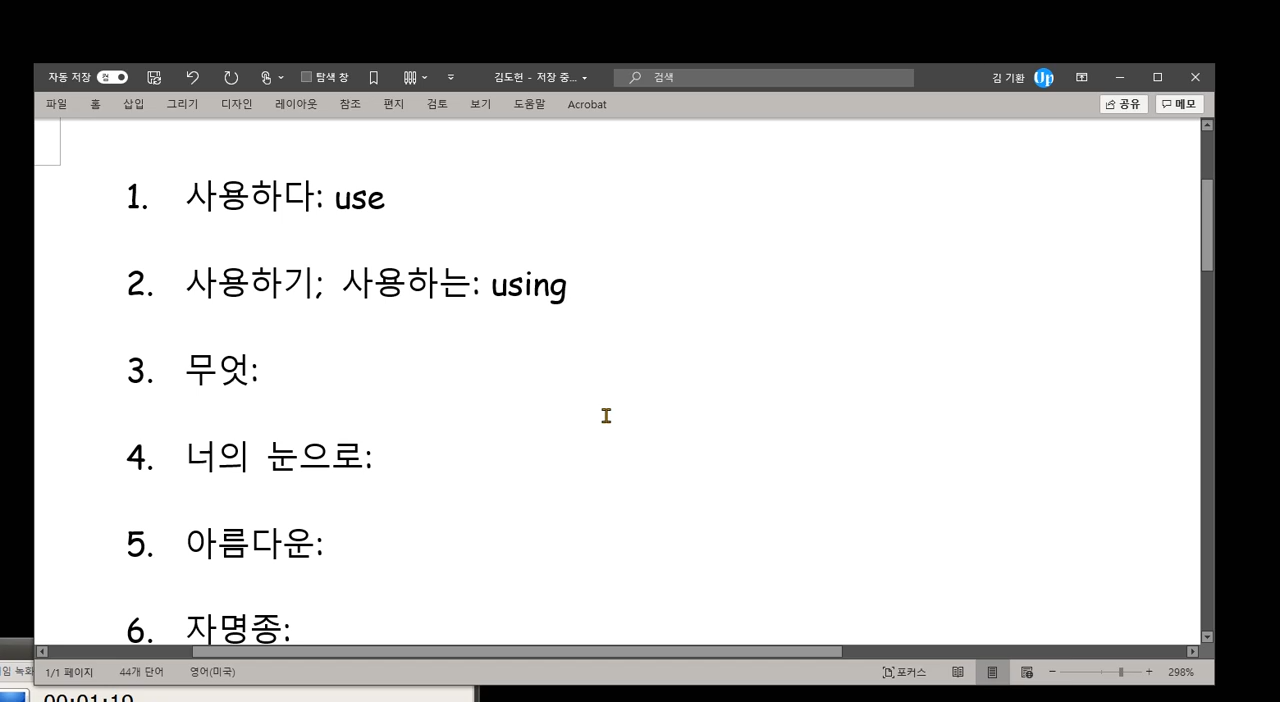 자동 저장 탐색 창 김도헌 - 저장 중... 검색 김 기환 Up
파일 홈 삽입 그리기 디자인 레이아웃 참조 편지 검토 보기 도움말 Acrobat 공유 메모
1. 사용하다: use
2. 사용하기; 사용하는: using
3. 무엇:
4. 너의 눈으로:
5. 아름다운:
6. 자명종:
1/1 페이지 44개 단어 영어(미국) 포커스 298%
00:01:19